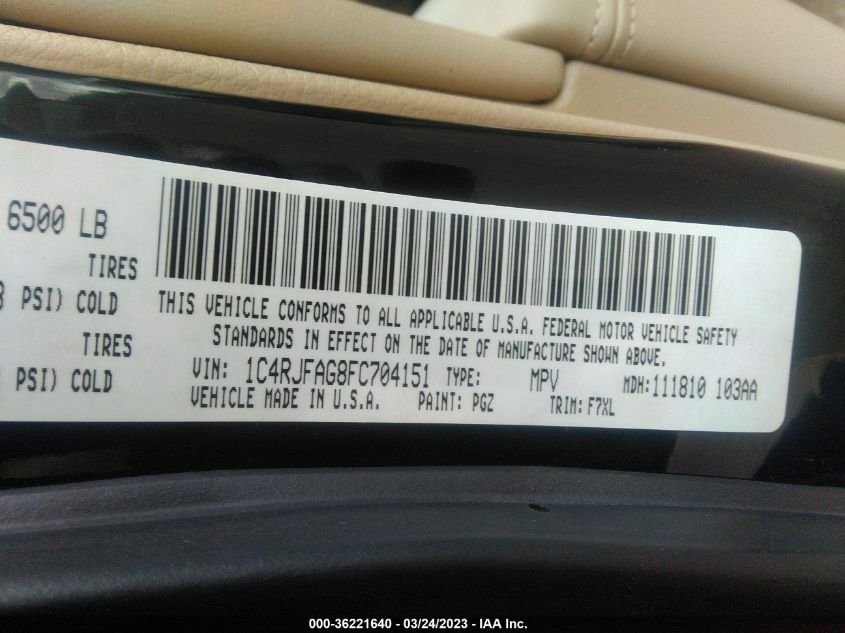 6500 LB
TIRES
PSI) COLD
TIRES
PSI) COLD
THIS VEHICLE CONFORMS TO ALL APPLICABLE U.S.A. FEDERAL MOTOR VEHICLE SAFETY
STANDARDS IN EFFECT ON THE DATE OF MANUFACTURE SHOWN ABOVE.
VIN: 1C4RJFAG8FC704151 TYPE: MPV MDH:111810 103AA
VEHICLE MADE IN U.S.A. PAINT: PGZ TRIM: F7XL
000-36221640 - 03/24/2023 - IAA Inc.